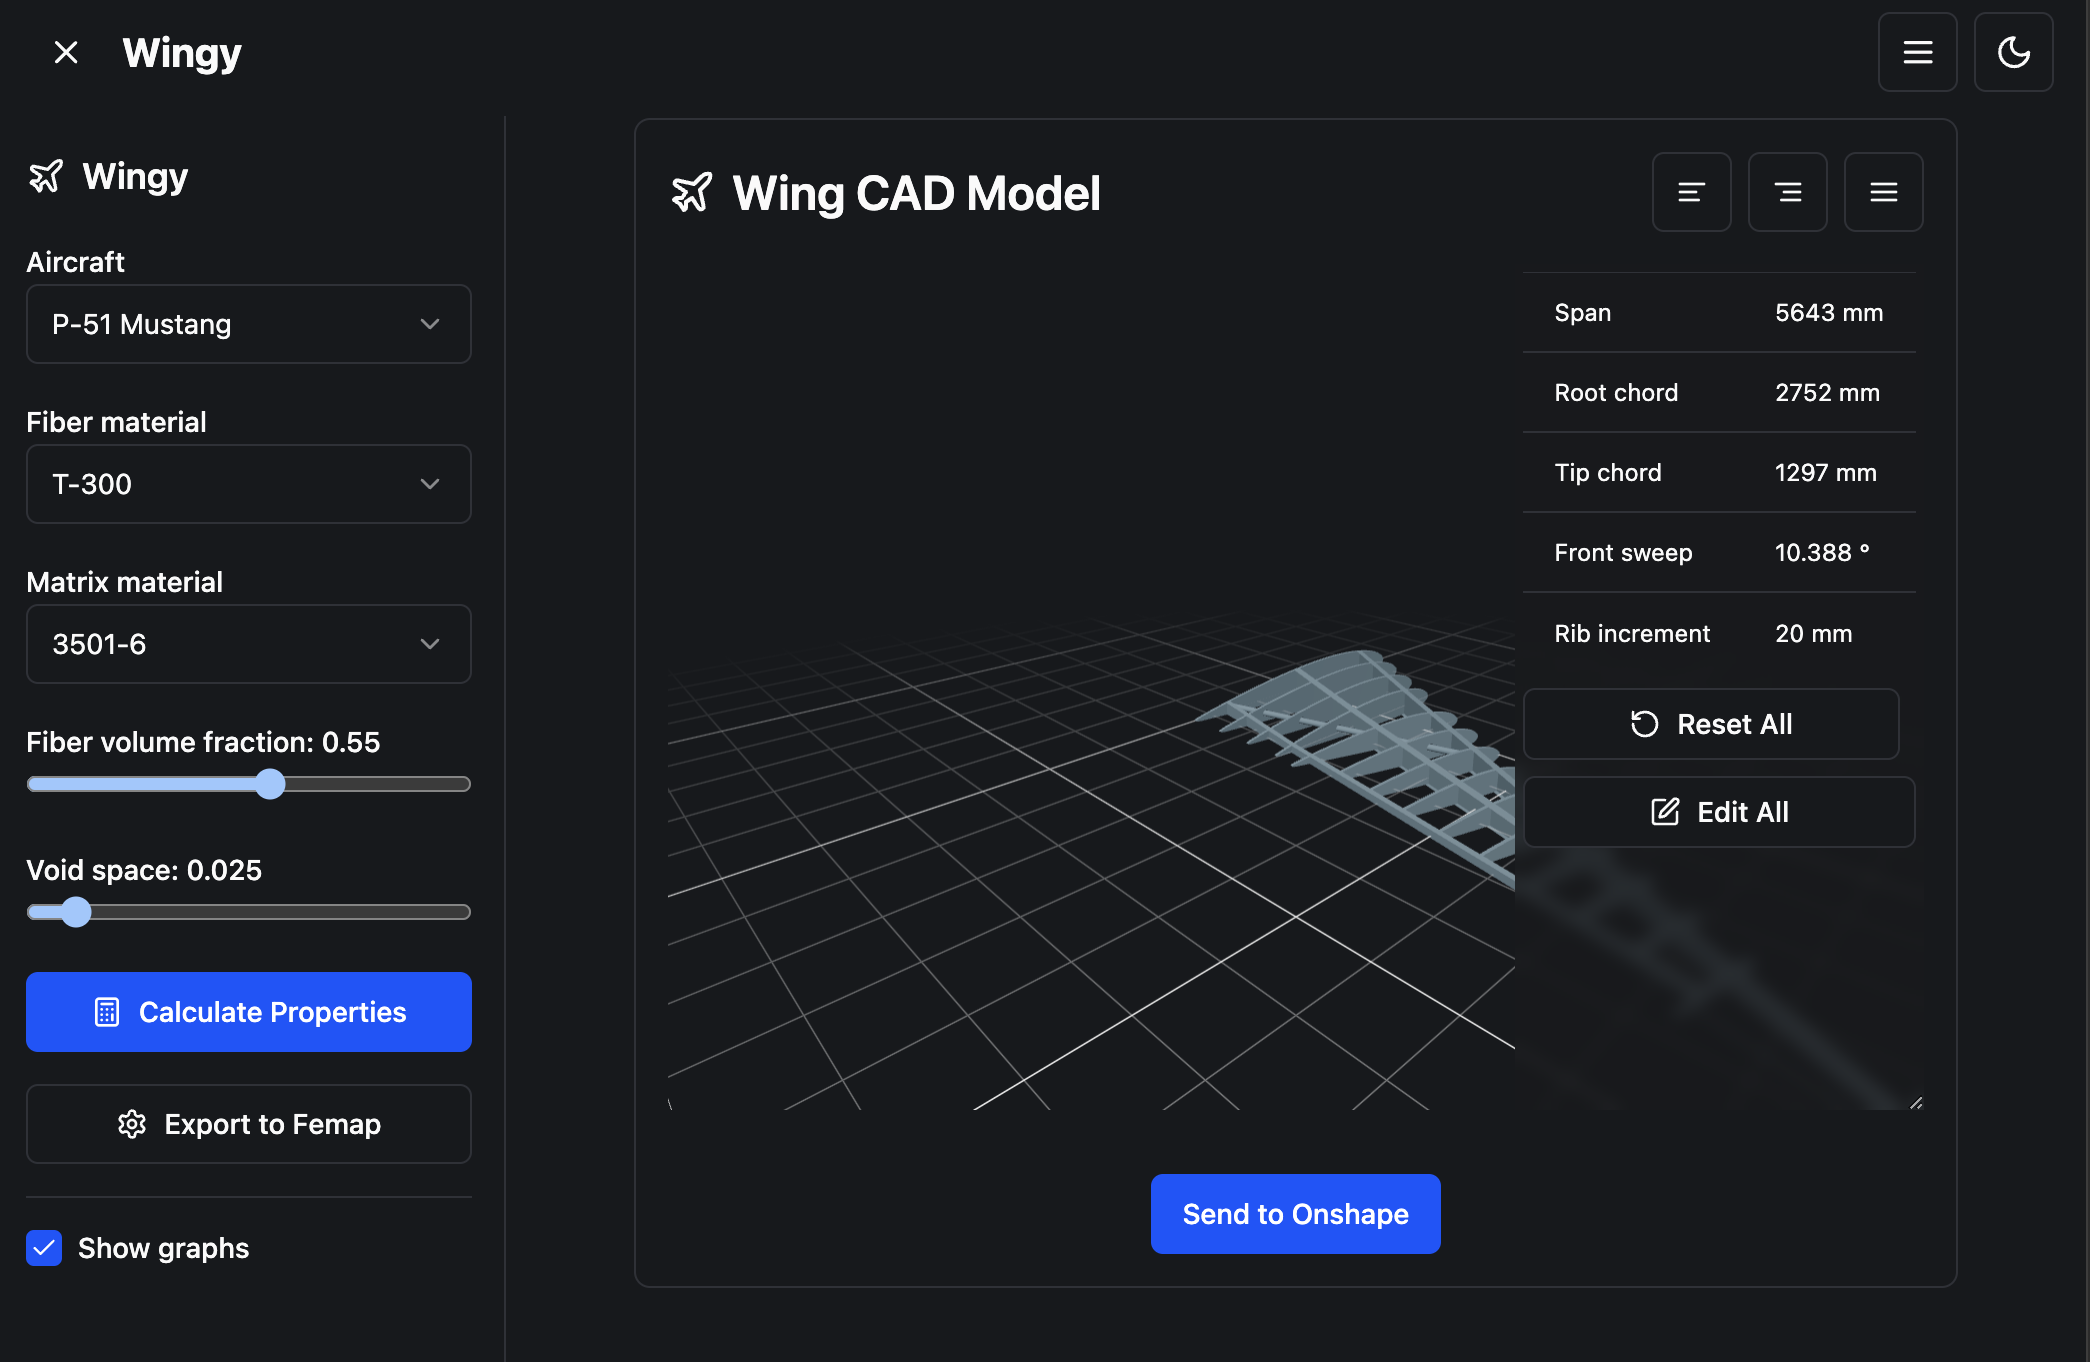 Wingy
Wingy
Aircraft
P-51 Mustang
Fiber material
T-300
Matrix material
3501-6
Fiber volume fraction: 0.55
Void space: 0.025
Calculate Properties
Export to Femap
Show graphs
Wing CAD Model
Span 5643 mm
Root chord 2752 mm
Tip chord 1297 mm
Front sweep 10.388 °
Rib increment 20 mm
Reset All
Edit All
Send to Onshape